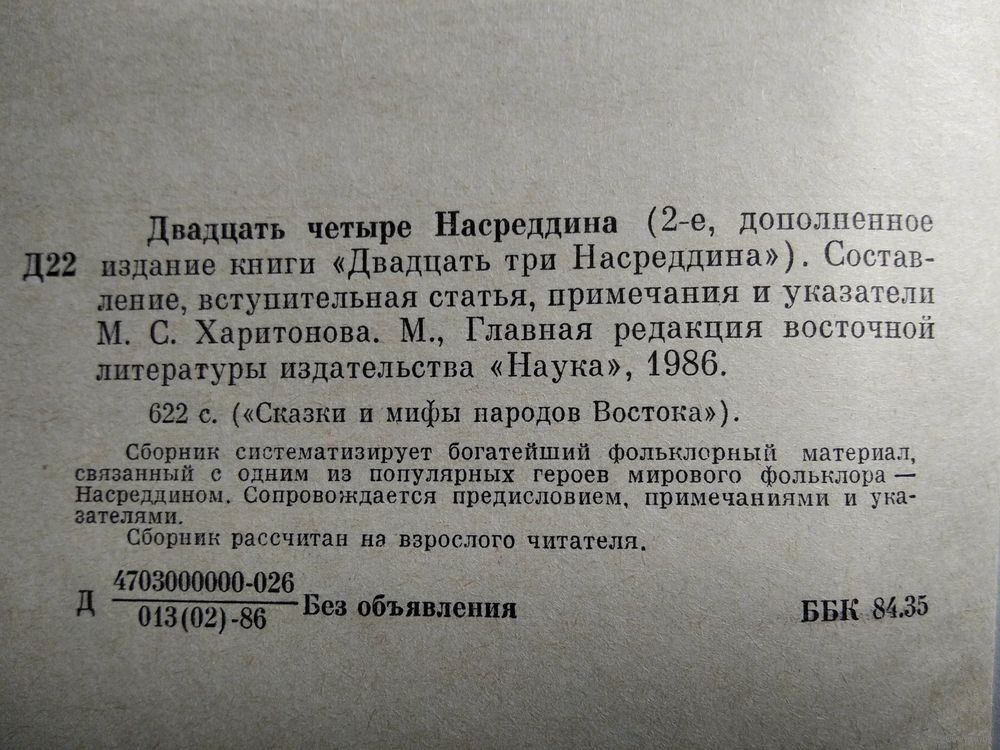 Двадцать четыре Насреддина (2-е, дополненное
Д22 издание книги «Двадцать три Насреддина»). Состав-
ление, вступительная статья, примечания и указатели
М. С. Харитонова. М., Главная редакция восточной
литературы издательства «Наука», 1986.
622 с. («Сказки и мифы народов Востока»).
Сборник систематизирует богатейший фольклорный материал,
связанный с одним из популярных героев мирового фольклора —
Насреддином. Сопровождается предисловием, примечаниями и ука-
зателями.
Сборник рассчитан на взрослого читателя.
4703000000-026
Д Без объявления ББК 84.35
013(02)-86